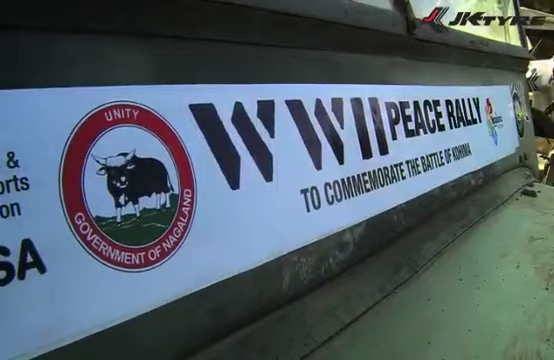 JK TYRE
&
orts
on
SA
UNITY
GOVERNMENT OF NAGALAND
WWII PEACE RALLY
TO COMMEMORATE THE BATTLE OF KOHIMA